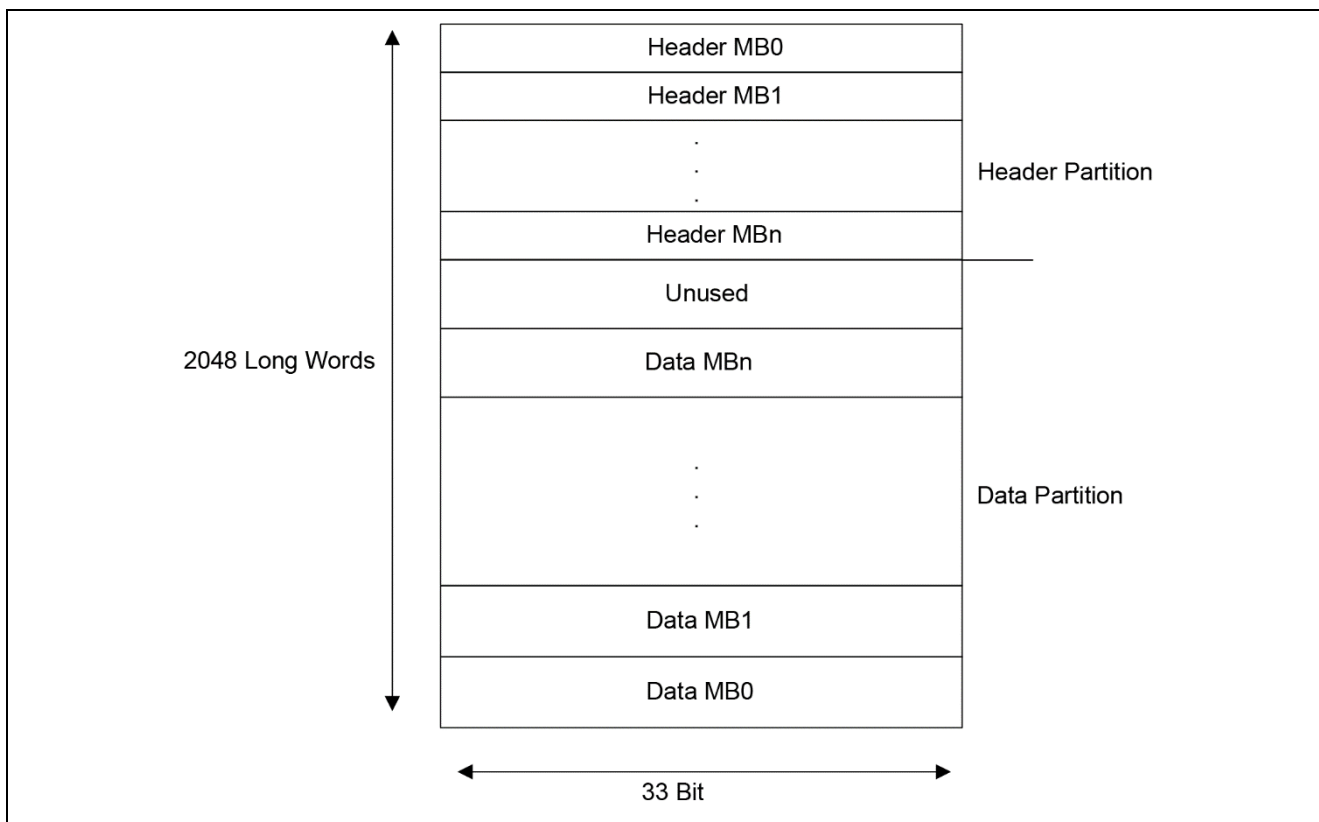 Header MB0
Header MB1
.
.
.
Header Partition
Header MBn
Unused
2048 Long Words
Data MBn
.
.
.
Data Partition
Data MB1
Data MB0
33 Bit